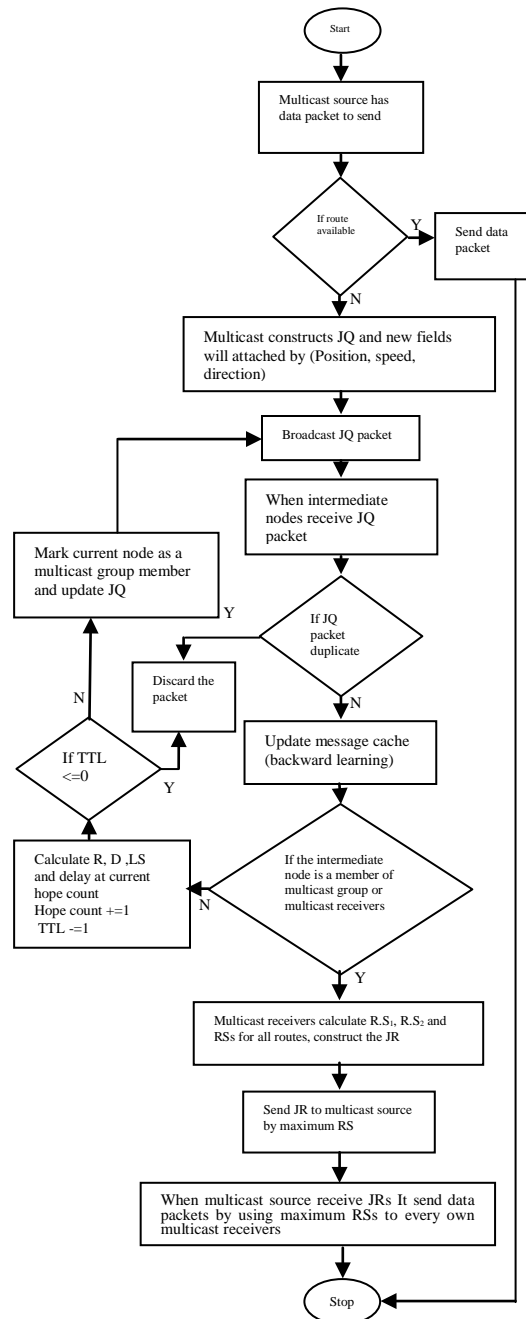 Start
Multicast source has
data packet to send
If route
available
Y
Send data
packet
N
Multicast constructs JQ and new fields
will attached by (Position, speed,
direction)
Broadcast JQ packet
When intermediate
nodes receive JQ
packet
Mark current node as a
multicast group member
and update JQ
Y
If JQ
packet
duplicate
N
Discard the
packet
N
Update message cache
(backward learning)
If TTL
<=0
Y
Calculate R, D ,LS
and delay at current
hope count
Hope count +=1
TTL -=1
N
If the intermediate
node is a member of
multicast group or
multicast receivers
Y
Multicast receivers calculate R.S₁, R.S₂ and
RSs for all routes, construct the JR
Send JR to multicast source
by maximum RS
When multicast source receive JRs It send data
packets by using maximum RSs to every own
multicast receivers
Stop